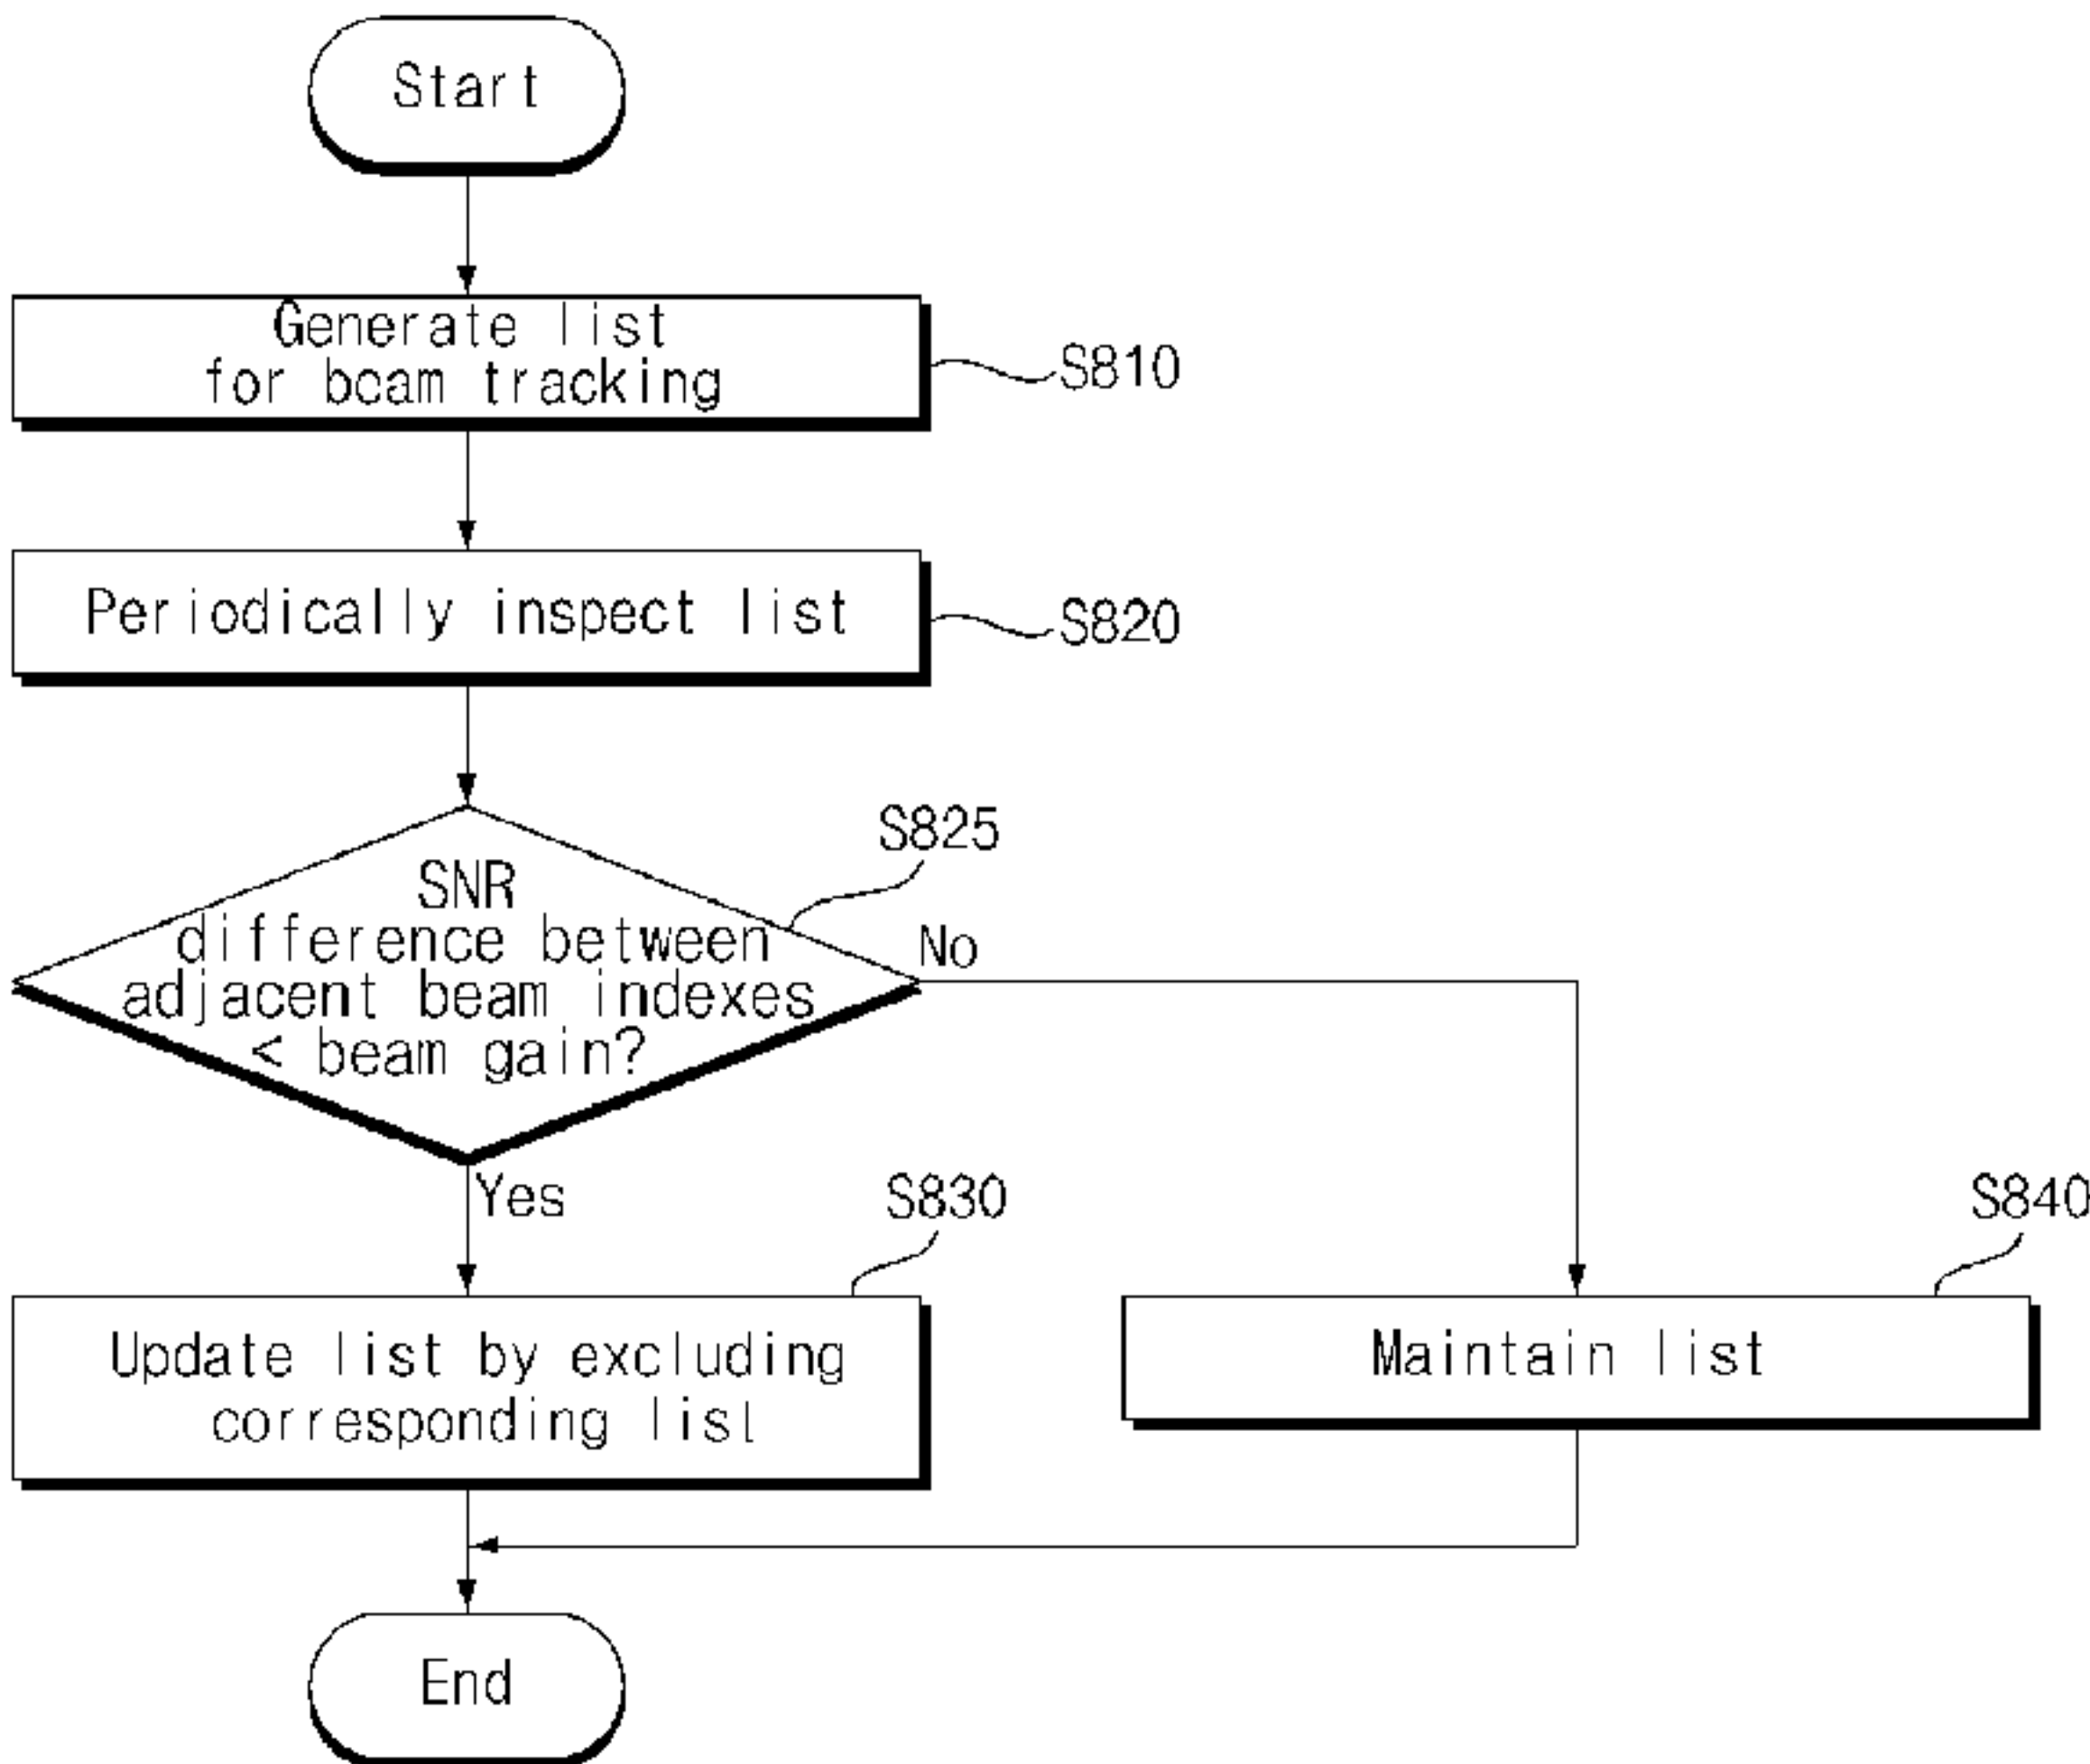 Start
Generate list
for beam tracking
S810
Periodically inspect list
S820
S825
SNR
difference between
adjacent beam indexes
< beam gain?
No
Yes
S830
S840
Update list by excluding
corresponding list
Maintain list
End